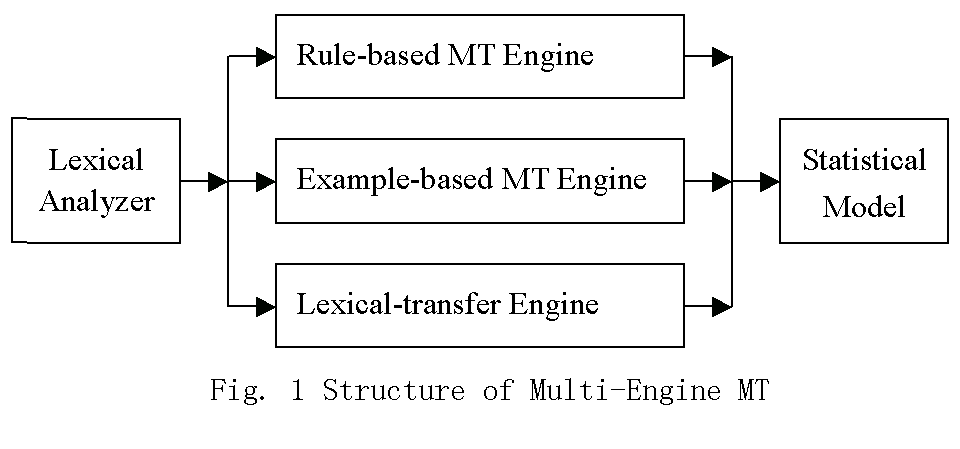 Rule-based MT Engine
Lexical
Analyzer
Example-based MT Engine
Statistical
Model
Lexical-transfer Engine
Fig. 1 Structure of Multi-Engine MT